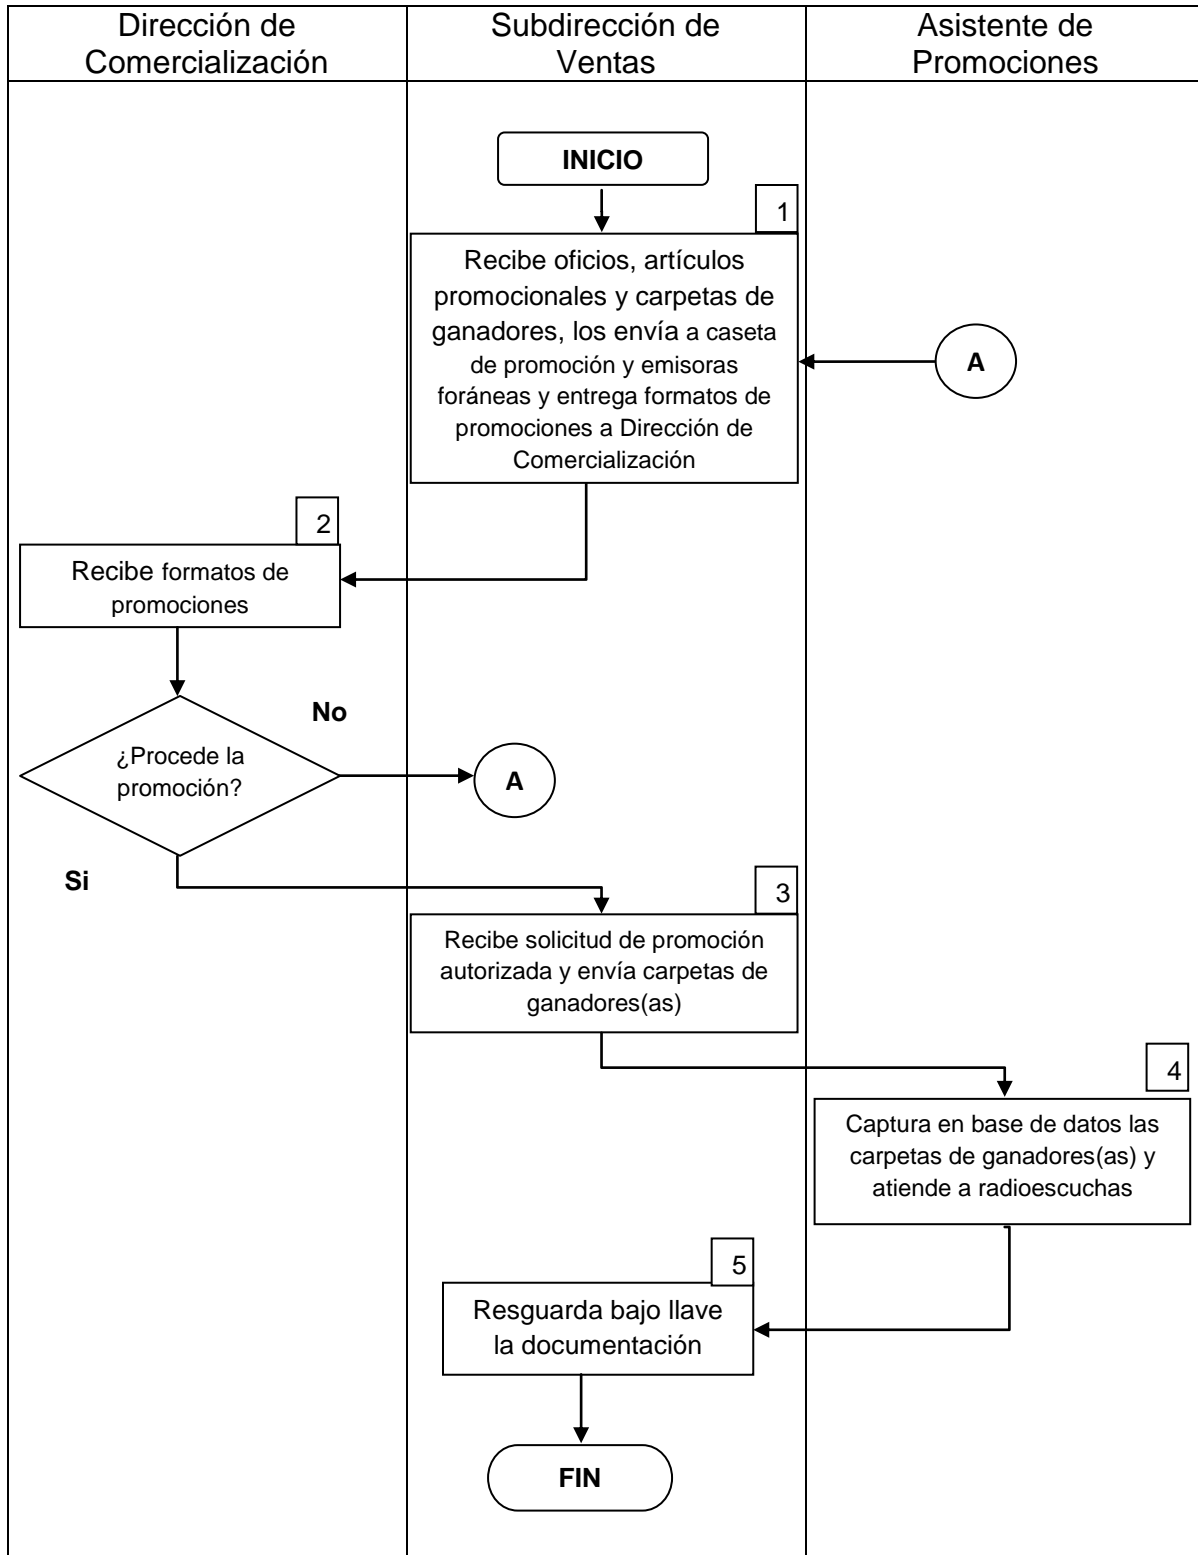 Dirección de
Comercialización
Subdirección de
Ventas
Asistente de
Promociones
INICIO
1
Recibe oficios, artículos
promocionales y carpetas de
ganadores, los envía a caseta
de promoción y emisoras
foráneas y entrega formatos de
promociones a Dirección de
Comercialización
A
2
Recibe formatos de
promociones
¿Procede la
promoción?
No
A
Si
3
Recibe solicitud de promoción
autorizada y envía carpetas de
ganadores(as)
4
Captura en base de datos las
carpetas de ganadores(as) y
atiende a radioescuchas
5
Resguarda bajo llave
la documentación
FIN